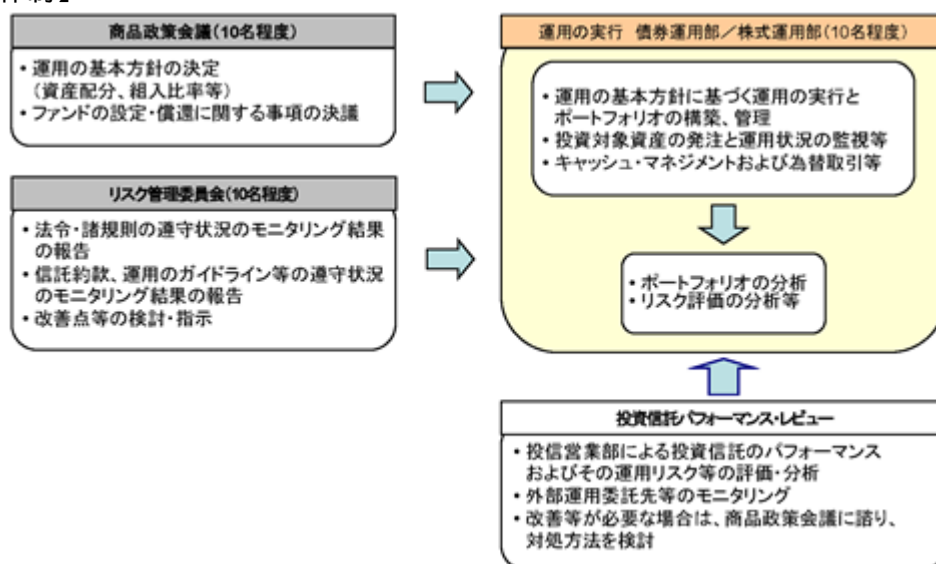 商品政策会議(10名程度)
・運用の基本方針の決定
(資産配分、組入比率等)
・ファンドの設定・償還に関する事項の決議
リスク管理委員会(10名程度)
・法令・諸規則の遵守状況のモニタリング結果
の報告
・信託約款、運用のガイドライン等の遵守状況
のモニタリング結果の報告
・改善点等の検討・指示
運用の実行 債券運用部/株式運用部(10名程度)
・運用の基本方針に基づく運用の実行と
ポートフォリオの構築、管理
・投資対象資産の発注と運用状況の監視等
・キャッシュ・マネジメントおよび為替取引等
・ポートフォリオの分析
・リスク評価の分析等
投資信託パフォーマンス・レビュー
・投信営業部による投資信託のパフォーマンス
およびその運用リスク等の評価・分析
・外部運用委託先等のモニタリング
・改善等が必要な場合は、商品政策会議に諮り、
対処方法を検討